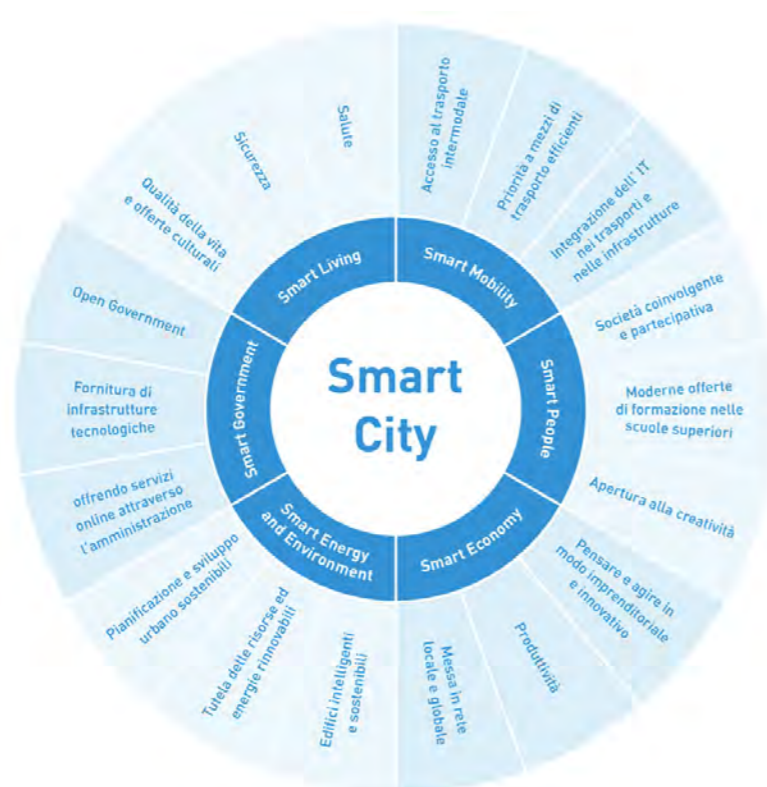 Smart
City
Smart Mobility
Accesso al trasporto
intermodale
Priorità a mezzi di
trasporto efficienti
Integrazione dell' IT
nei trasporti e
nelle infrastrutture
Smart People
Società coinvolgente
e partecipativa
Moderne offerte
di formazione nelle
scuole superiori
Apertura alla creatività
Smart Economy
Pensare e agire in
modo imprenditoriale
e innovativo
Produttività
Messa in rete
locale e globale
Smart Energy
and Environment
Edifici intelligenti
e sostenibili
Tutela delle risorse ed
energie rinnovabili
Pianificazione e sviluppo
urbano sostenibili
Smart Government
offrendo servizi
online attraverso
l'amministrazione
Fornitura di
infrastrutture
tecnologiche
Open Government
Smart Living
Qualità della vita
e offerte culturali
Sicurezza
Salute